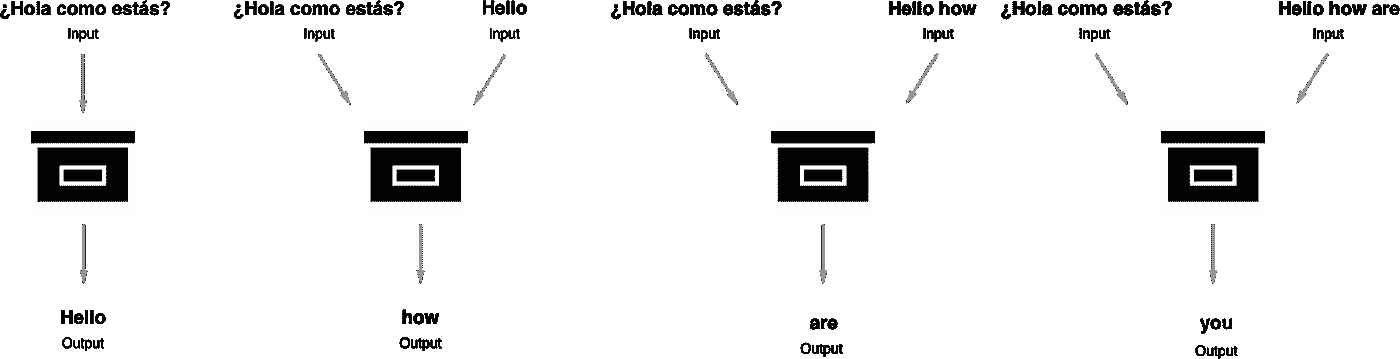 ¿Hola como estás?
Input
Hello
Output
¿Hola como estás?
Input
Hello
Input
how
Output
¿Hola como estás?
Input
Hello how
Input
are
Output
¿Hola como estás?
Input
Hello how are
Input
you
Output